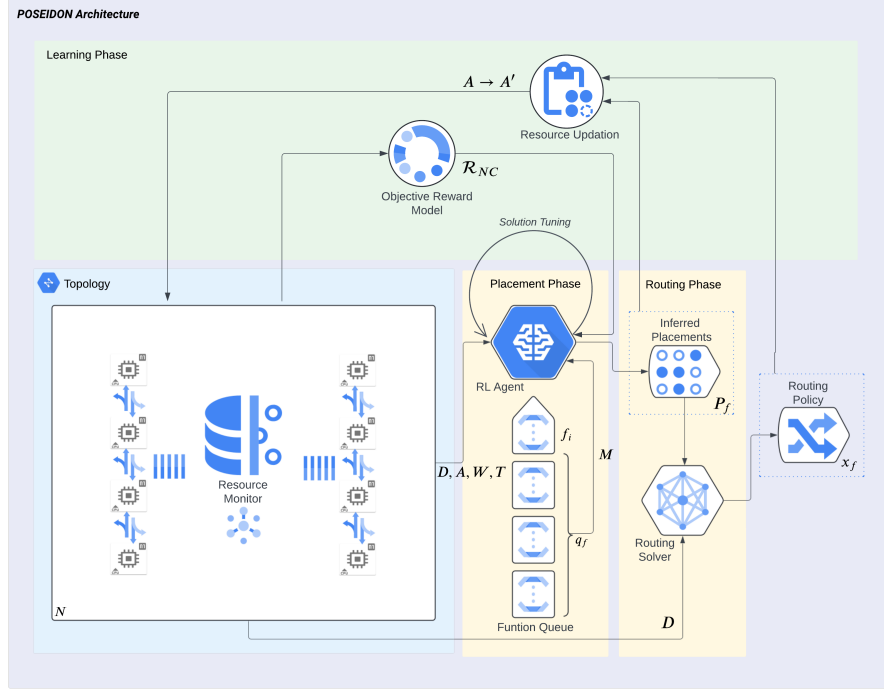 POSEIDON Architecture
Learning Phase
A → A′
Resource Updation
R_NC
Objective Reward
Model
Solution Tuning
Topology
Placement Phase
Routing Phase
Inferred
Placements
RL Agent
P_f
Routing
Policy
x_f
f_i
M
D, A, W, T
Resource
Monitor
q_f
Routing
Solver
N
Funtion Queue
D